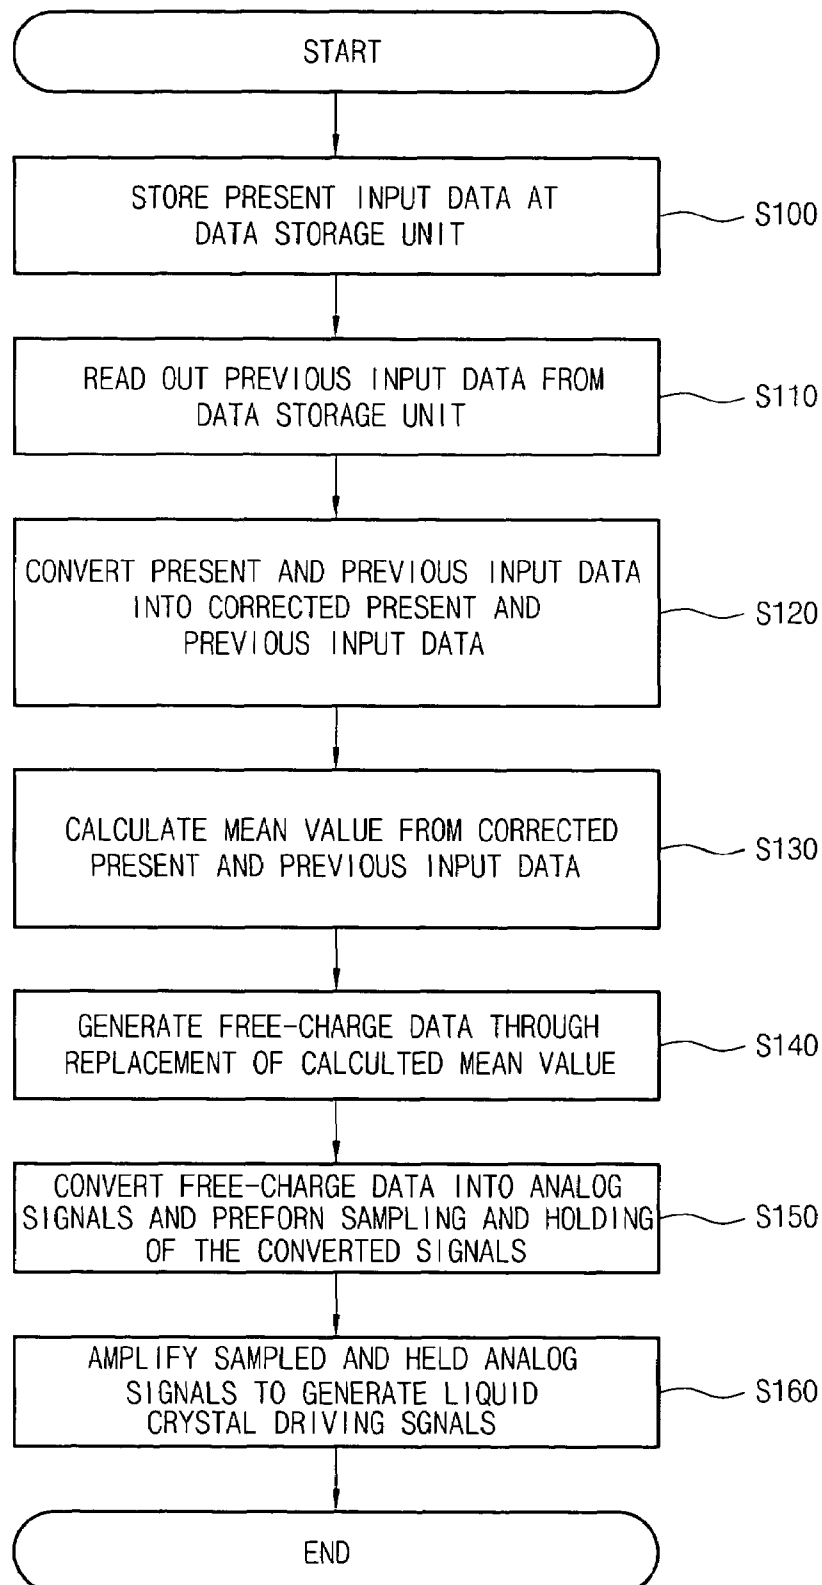 START
STORE PRESENT INPUT DATA AT
DATA STORAGE UNIT
S100
READ OUT PREVIOUS INPUT DATA FROM
DATA STORAGE UNIT
S110
CONVERT PRESENT AND PREVIOUS INPUT DATA
INTO CORRECTED PRESENT AND
PREVIOUS INPUT DATA
S120
CALCULATE MEAN VALUE FROM CORRECTED
PRESENT AND PREVIOUS INPUT DATA
S130
GENERATE FREE-CHARGE DATA THROUGH
REPLACEMENT OF CALCULTED MEAN VALUE
S140
CONVERT FREE-CHARGE DATA INTO ANALOG
SIGNALS AND PREFORN SAMPLING AND HOLDING
OF THE CONVERTED SIGNALS
S150
AMPLIFY SAMPLED AND HELD ANALOG
SIGNALS TO GENERATE LIQUID
CRYSTAL DRIVING SGNALS
S160
END